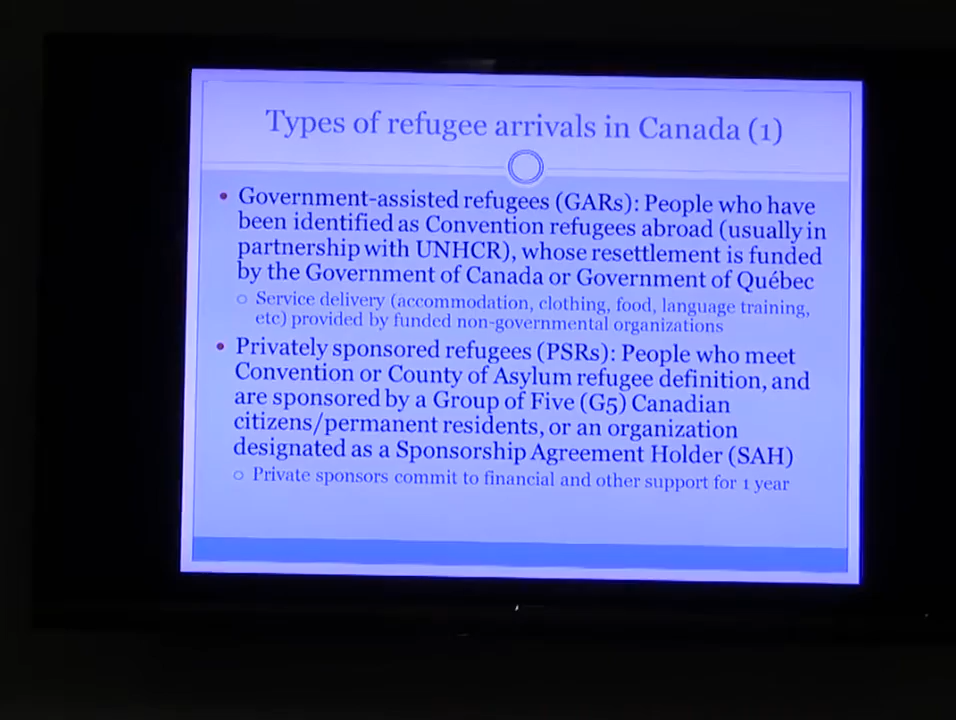 Types of refugee arrivals in Canada (1)
• Government-assisted refugees (GARs): People who have
been identified as Convention refugees abroad (usually in
partnership with UNHCR), whose resettlement is funded
by the Government of Canada or Government of Québec
○ Service delivery (accommodation, clothing, food, language training,
etc) provided by funded non-governmental organizations
• Privately sponsored refugees (PSRs): People who meet
Convention or County of Asylum refugee definition, and
are sponsored by a Group of Five (G5) Canadian
citizens/permanent residents, or an organization
designated as a Sponsorship Agreement Holder (SAH)
○ Private sponsors commit to financial and other support for 1 year